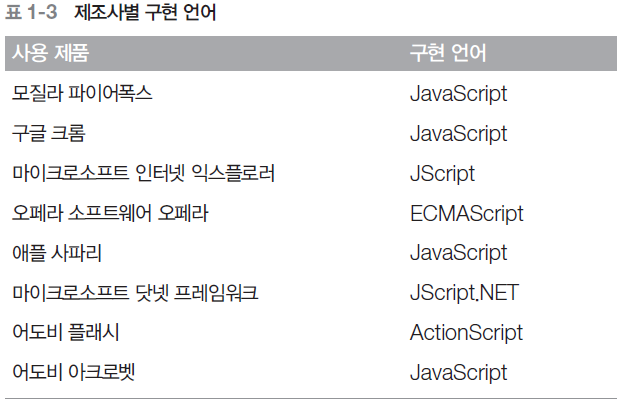 표 1-3 제조사별 구현 언어
사용 제품 구현 언어
모질라 파이어폭스 JavaScript
구글 크롬 JavaScript
마이크로소프트 인터넷 익스플로러 JScript
오페라 소프트웨어 오페라 ECMAScript
애플 사파리 JavaScript
마이크로소프트 닷넷 프레임워크 JScript.NET
어도비 플래시 ActionScript
어도비 아크로벳 JavaScript